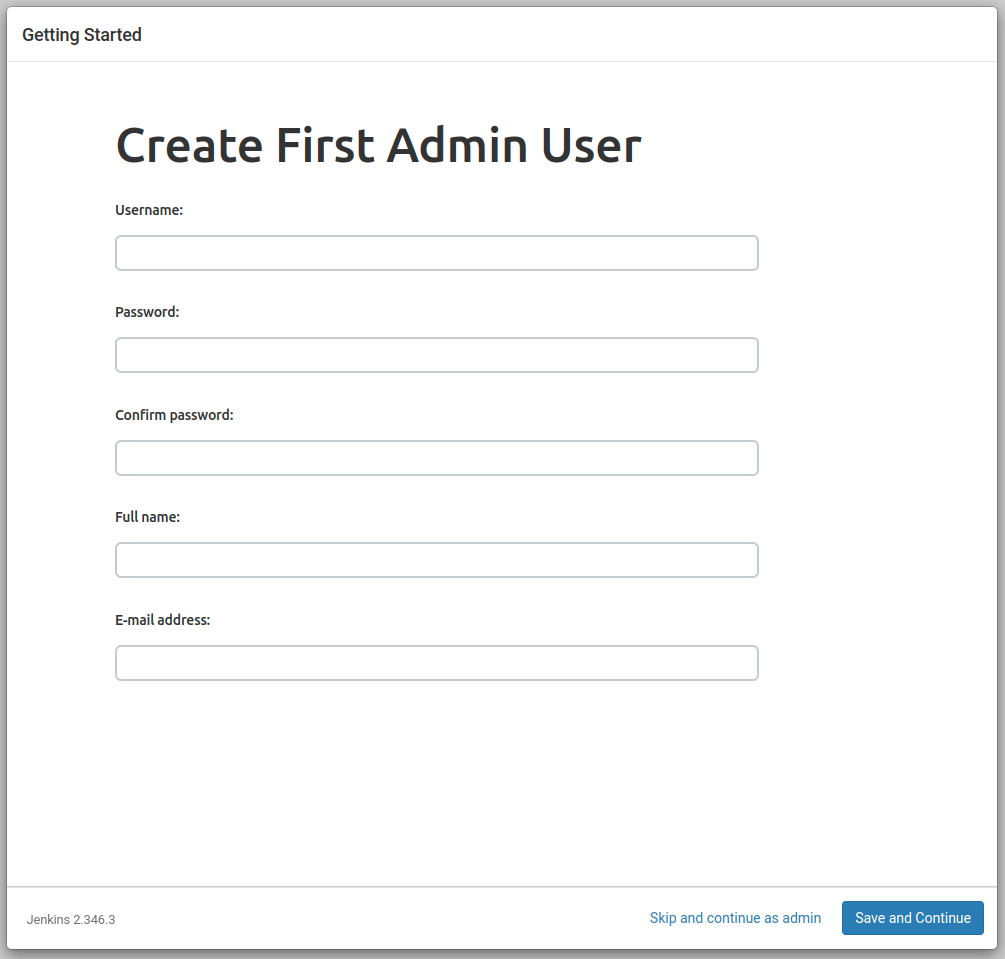 Getting Started
Create First Admin User
Username:
Password:
Confirm password:
Full name:
E-mail address:
Jenkins 2.346.3
Skip and continue as admin
Save and Continue